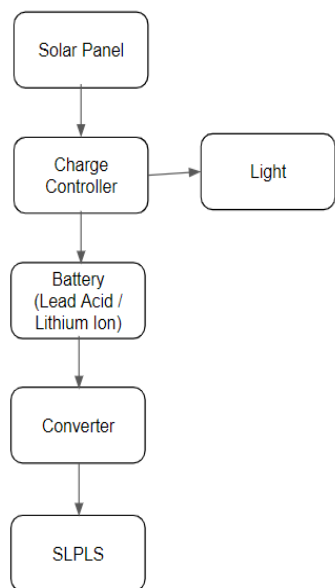 Solar Panel
Charge
Controller
Light
Battery
(Lead Acid /
Lithium Ion)
Converter
SLPLS